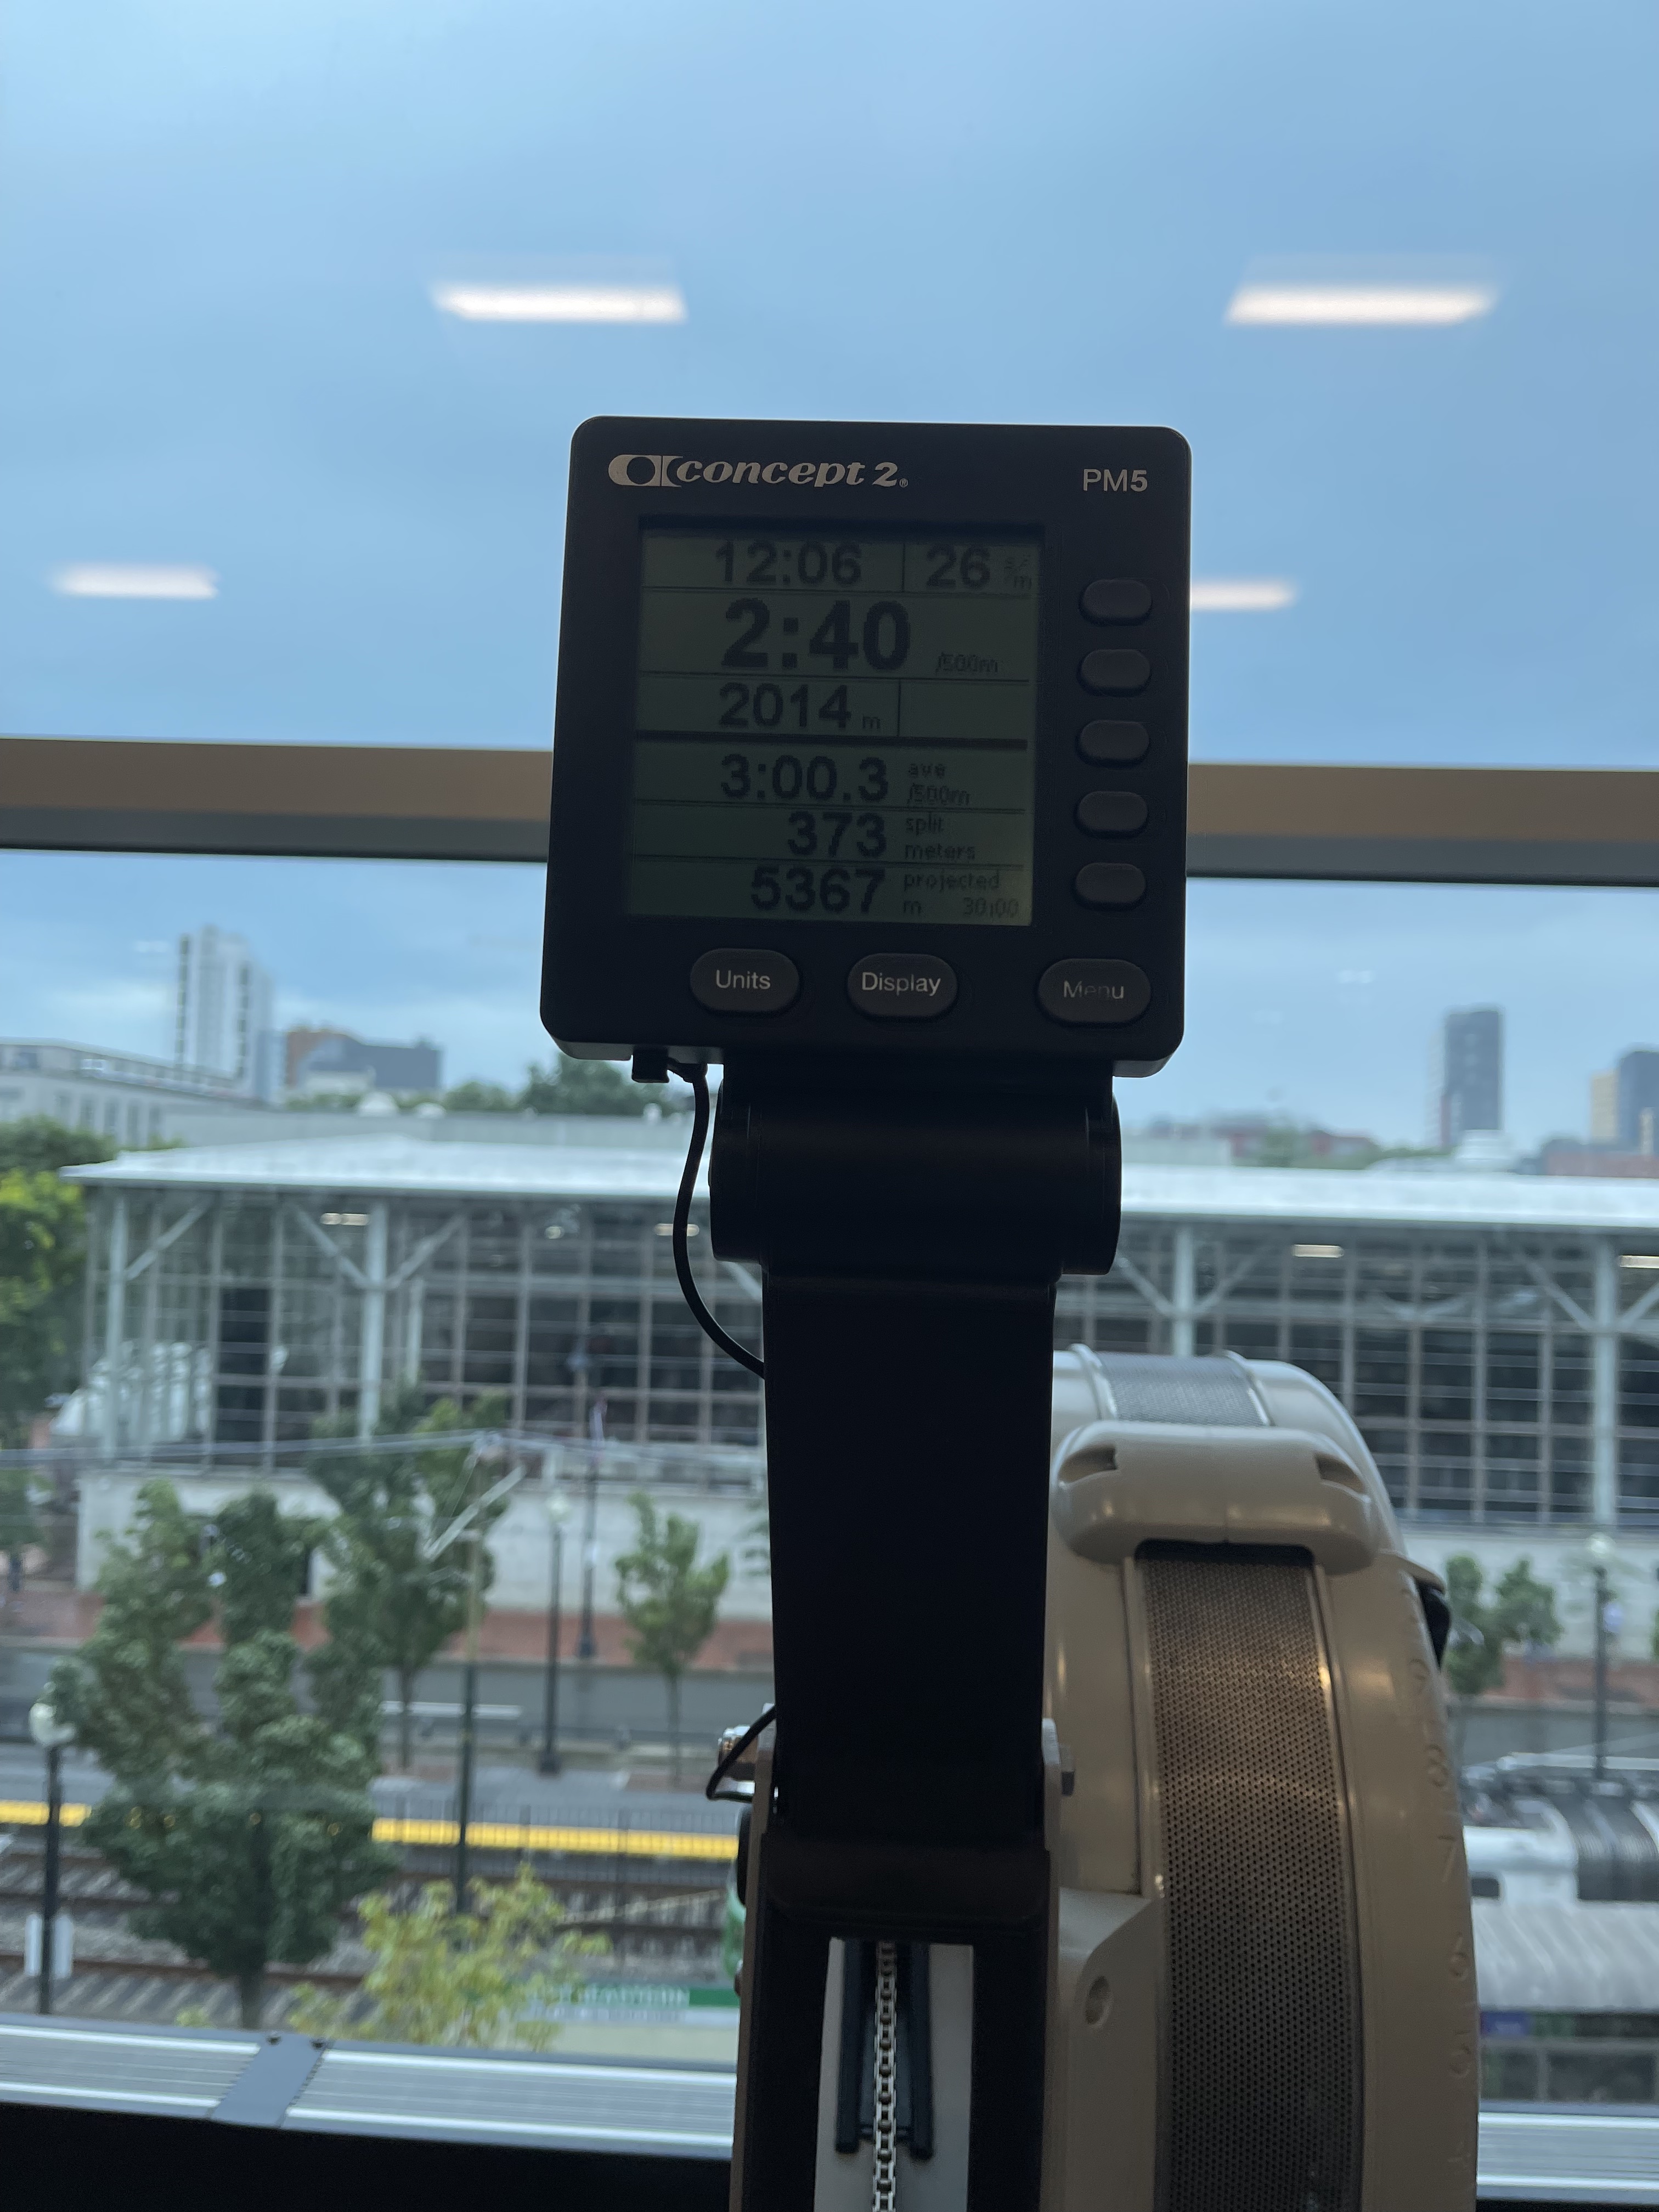 concept 2® PM5
12:06 26 s/m
2:40 /500m
2014 m
3:00.3 ave /500m
373 split meters
5367 projected m 30:00
Units Display Menu